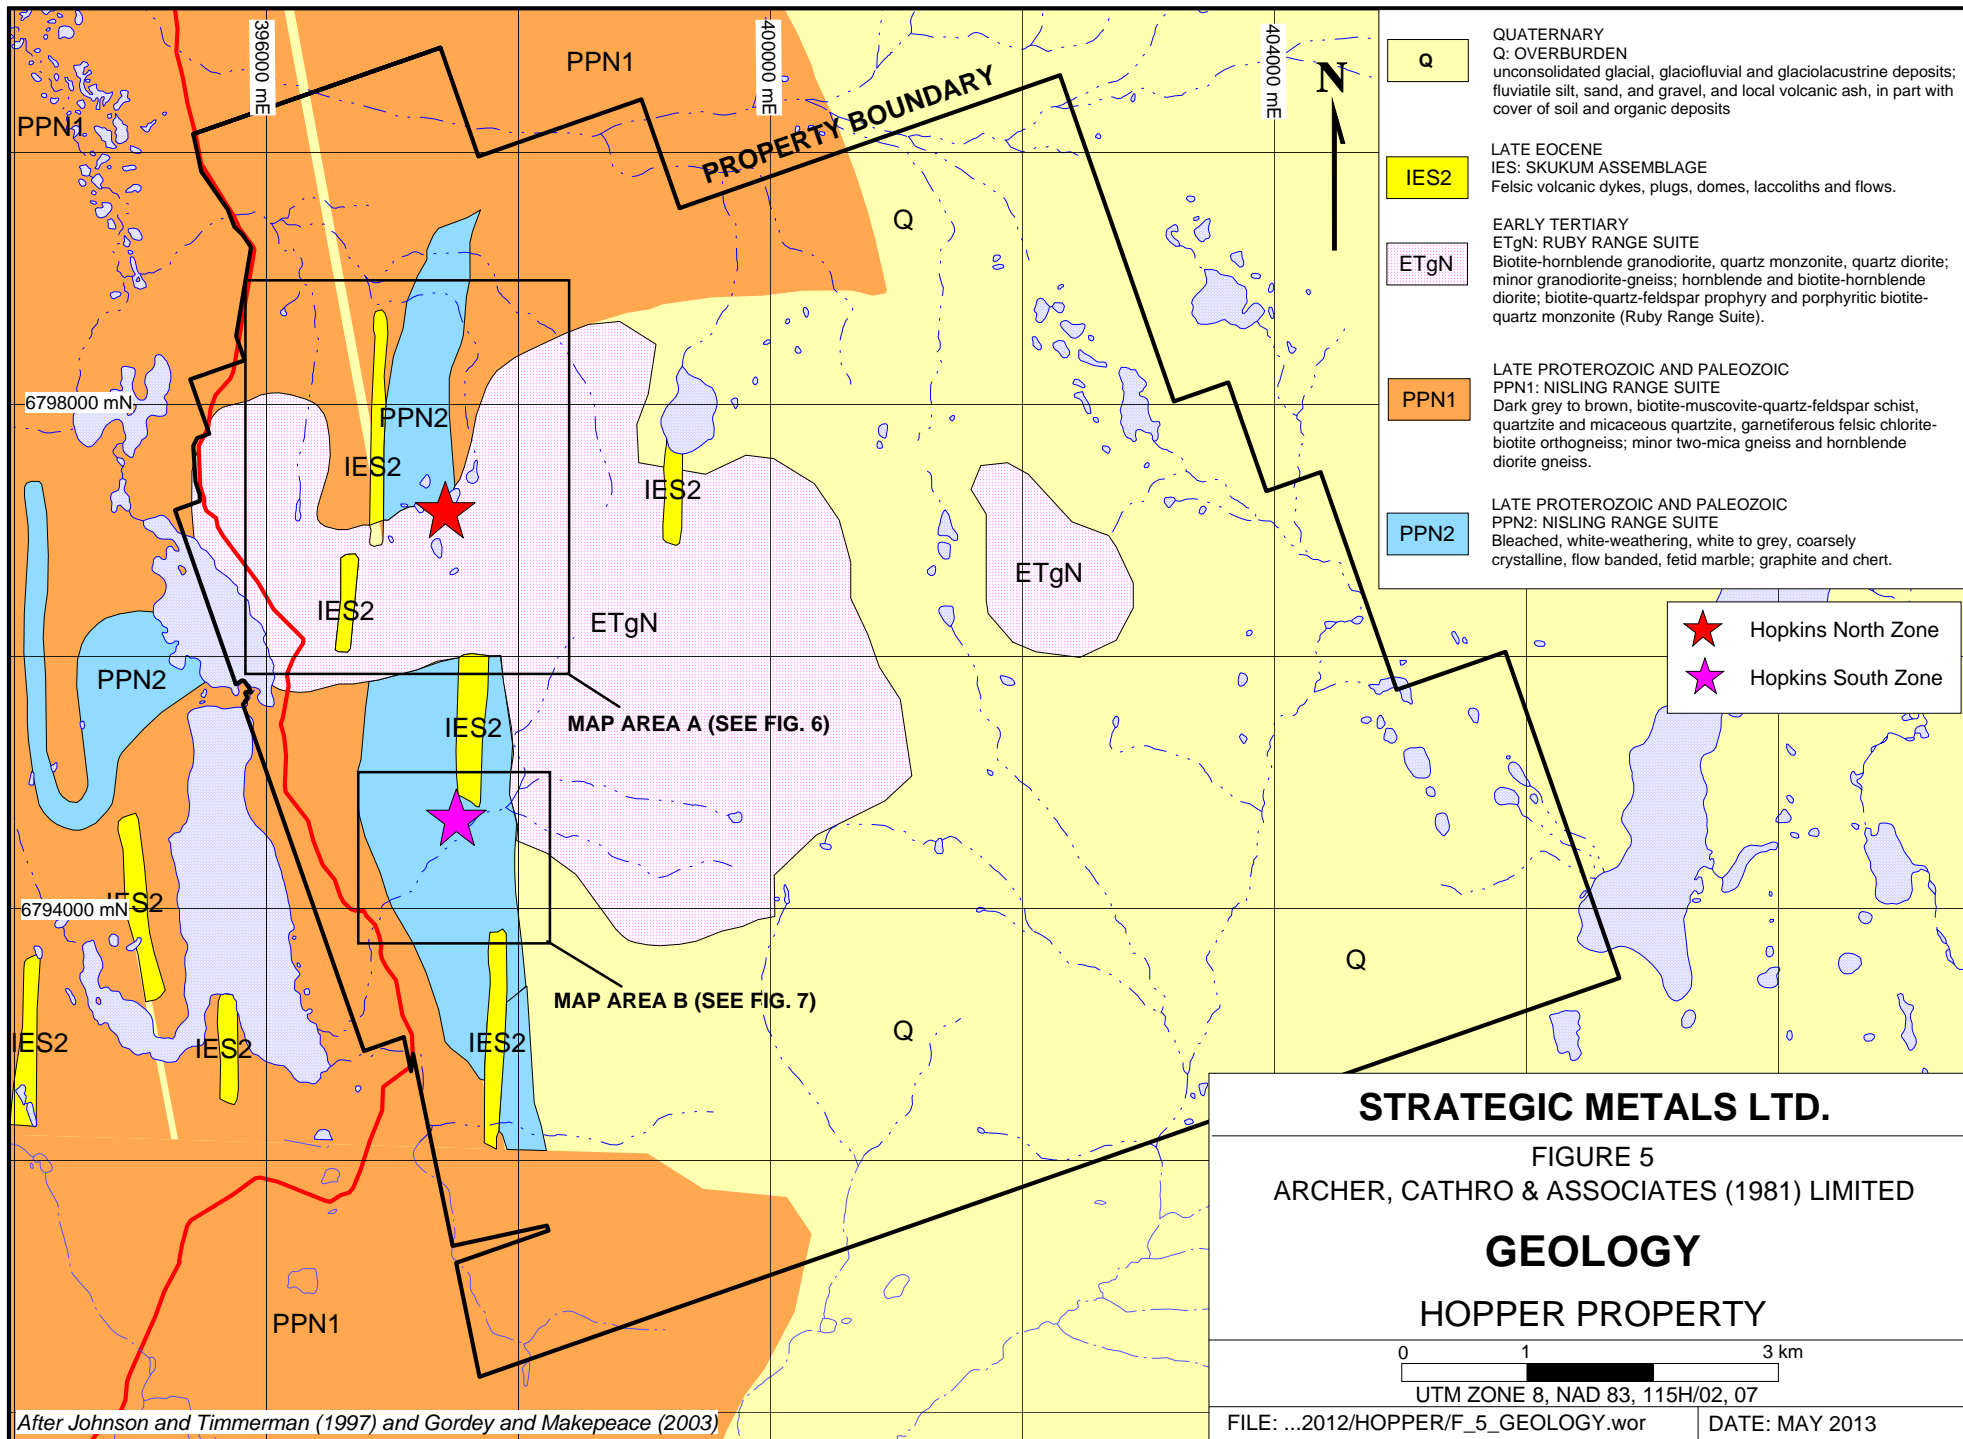 396000 mE
400000 mE
404000 mE
PPN1
PPN1
PROPERTY BOUNDARY
N
Q
6798000 mN
PPN2
IES2
IES2
ETgN
IES2
ETgN
PPN2
IES2
MAP AREA A (SEE FIG. 6)
IES2
6794000 mN
Q
MAP AREA B (SEE FIG. 7)
Q
IES2
IES2
IES2
PPN1
After Johnson and Timmerman (1997) and Gordey and Makepeace (2003)
Q
QUATERNARY
Q: OVERBURDEN
unconsolidated glacial, glaciofluvial and glaciolacustrine deposits;
fluviatile silt, sand, and gravel, and local volcanic ash, in part with
cover of soil and organic deposits
IES2
LATE EOCENE
IES: SKUKUM ASSEMBLAGE
Felsic volcanic dykes, plugs, domes, laccoliths and flows.
ETgN
EARLY TERTIARY
ETgN: RUBY RANGE SUITE
Biotite-hornblende granodiorite, quartz monzonite, quartz diorite;
minor granodiorite-gneiss; hornblende and biotite-hornblende
diorite; biotite-quartz-feldspar prophyry and porphyritic biotite-
quartz monzonite (Ruby Range Suite).
PPN1
LATE PROTEROZOIC AND PALEOZOIC
PPN1: NISLING RANGE SUITE
Dark grey to brown, biotite-muscovite-quartz-feldspar schist,
quartzite and micaceous quartzite, garnetiferous felsic chlorite-
biotite orthogneiss; minor two-mica gneiss and hornblende
diorite gneiss.
PPN2
LATE PROTEROZOIC AND PALEOZOIC
PPN2: NISLING RANGE SUITE
Bleached, white-weathering, white to grey, coarsely
crystalline, flow banded, fetid marble; graphite and chert.
Hopkins North Zone
Hopkins South Zone
STRATEGIC METALS LTD.
FIGURE 5
ARCHER, CATHRO & ASSOCIATES (1981) LIMITED
GEOLOGY
HOPPER PROPERTY
0 1 3 km
UTM ZONE 8, NAD 83, 115H/02, 07
FILE: ...2012/HOPPER/F_5_GEOLOGY.wor
DATE: MAY 2013